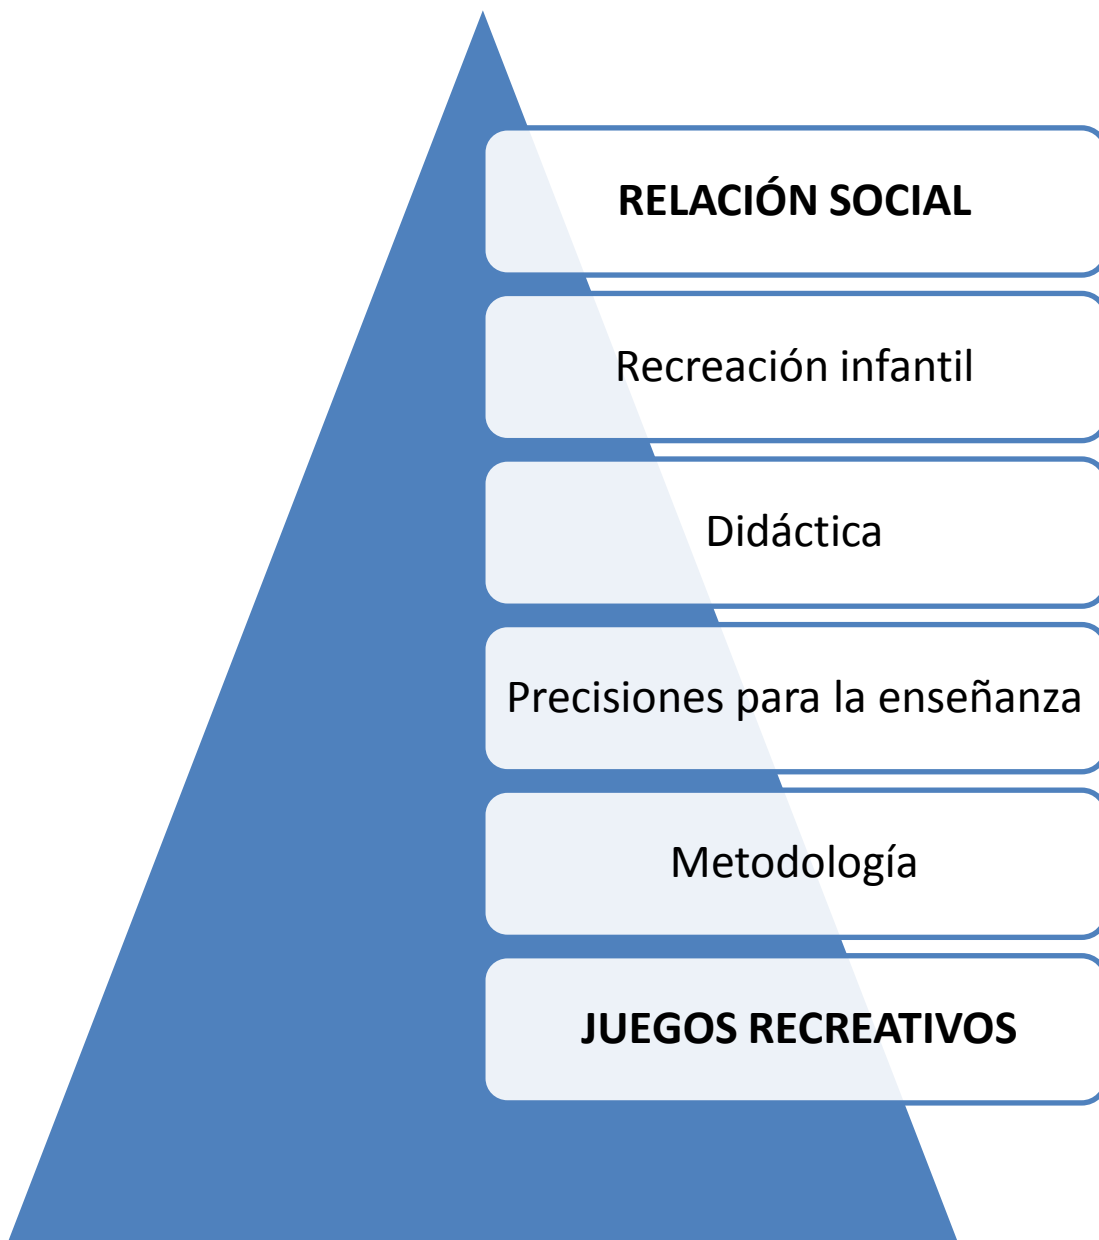 RELACIÓN SOCIAL
Recreación infantil
Didáctica
Precisiones para la enseñanza
Metodología
JUEGOS RECREATIVOS